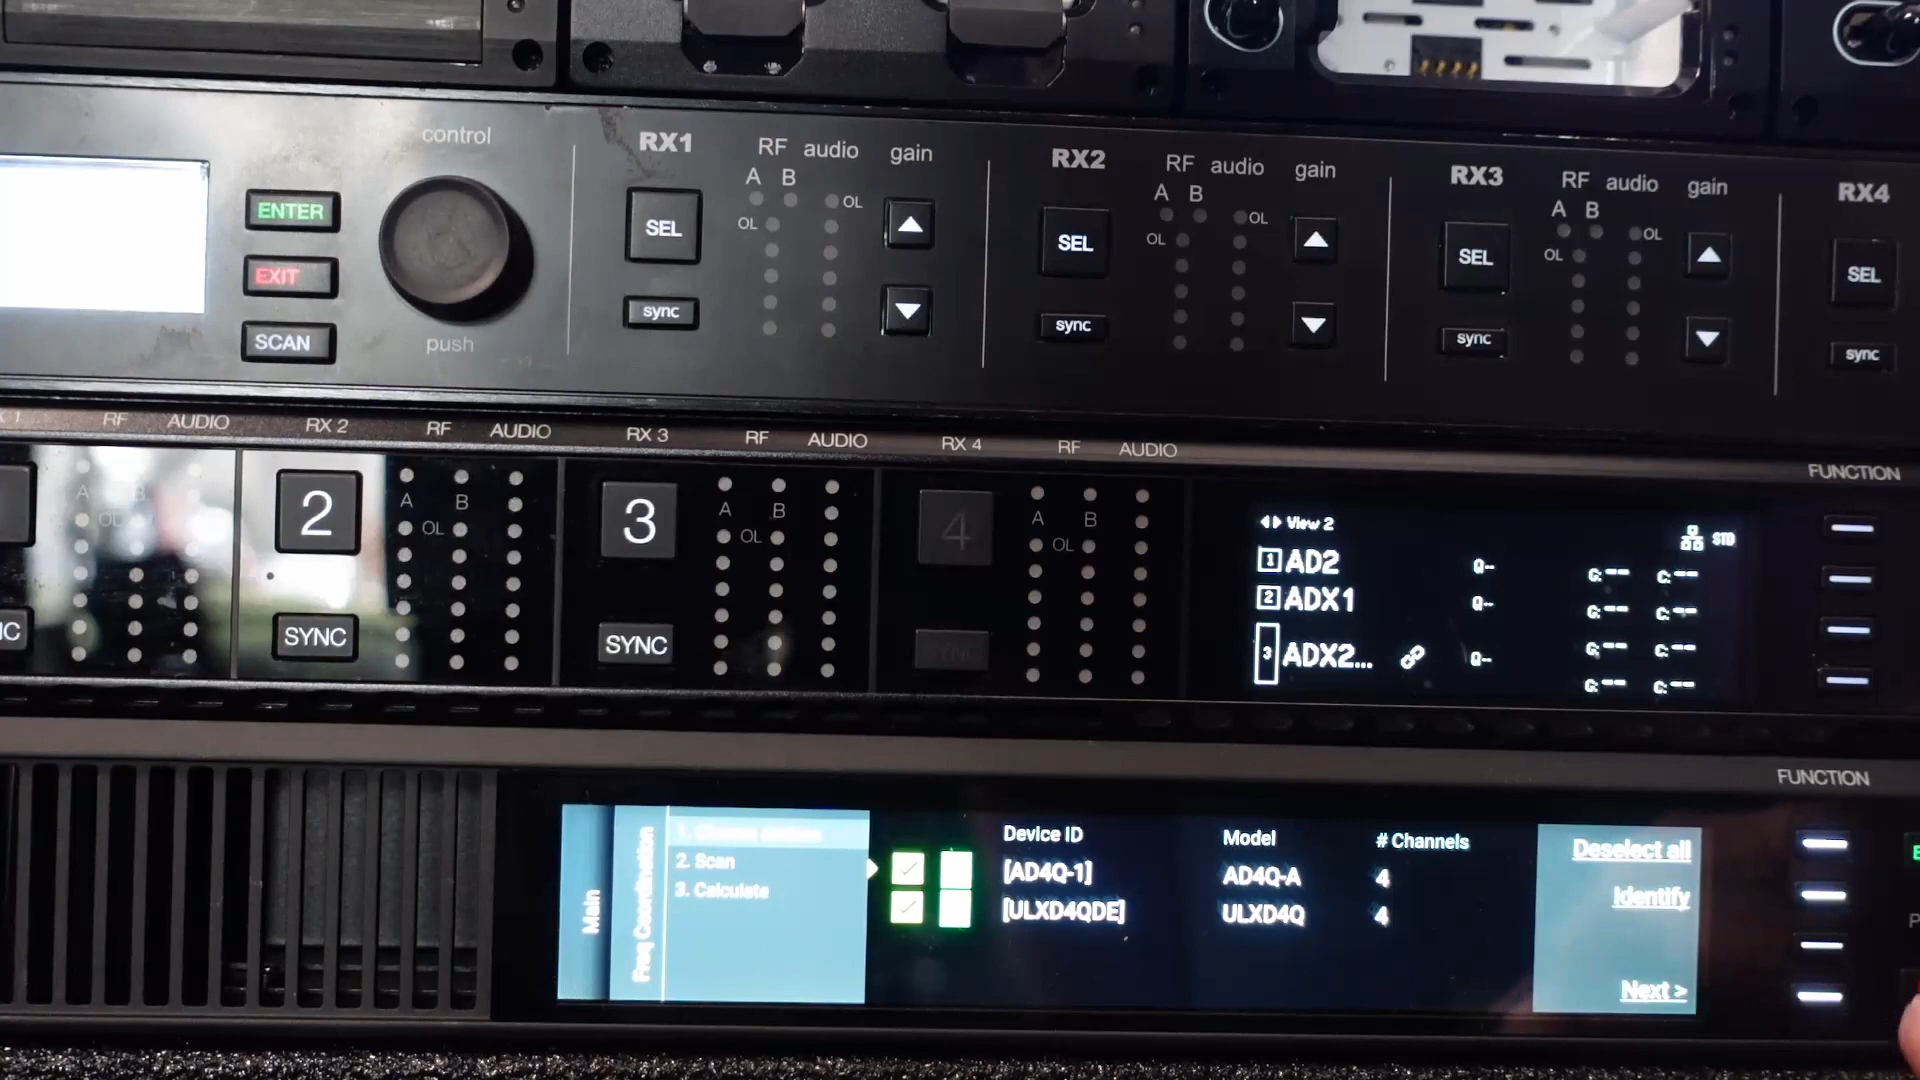 control
RX1
RF audio gain
A B
OL
OL
RX2
RF audio gain
A B
OL
OL
RX3
RF audio gain
A B
OL
OL
RX4
ENTER
EXIT
SCAN
push
SEL
sync
SEL
sync
SEL
sync
SEL
sync
RF AUDIO RX 2 RF AUDIO RX 3 RF AUDIO RX 4 RF AUDIO
FUNCTION
A B
OL
2
A B
OL
SYNC
3
A B
OL
SYNC
4
A B
OL
View 2
STD
1 AD2 Q-- G:-- C:--
2 ADX1 Q-- G:-- C:--
3 ADX2... Q-- G:-- C:--
G:-- C:--
FUNCTION
Main
Freq Coordination
1.
2. Scan
3. Calculate
Device ID Model # Channels
[AD4Q-1] AD4Q-A 4
[ULXD4QDE] ULXD4Q 4
Deselect all
Identify
Next >